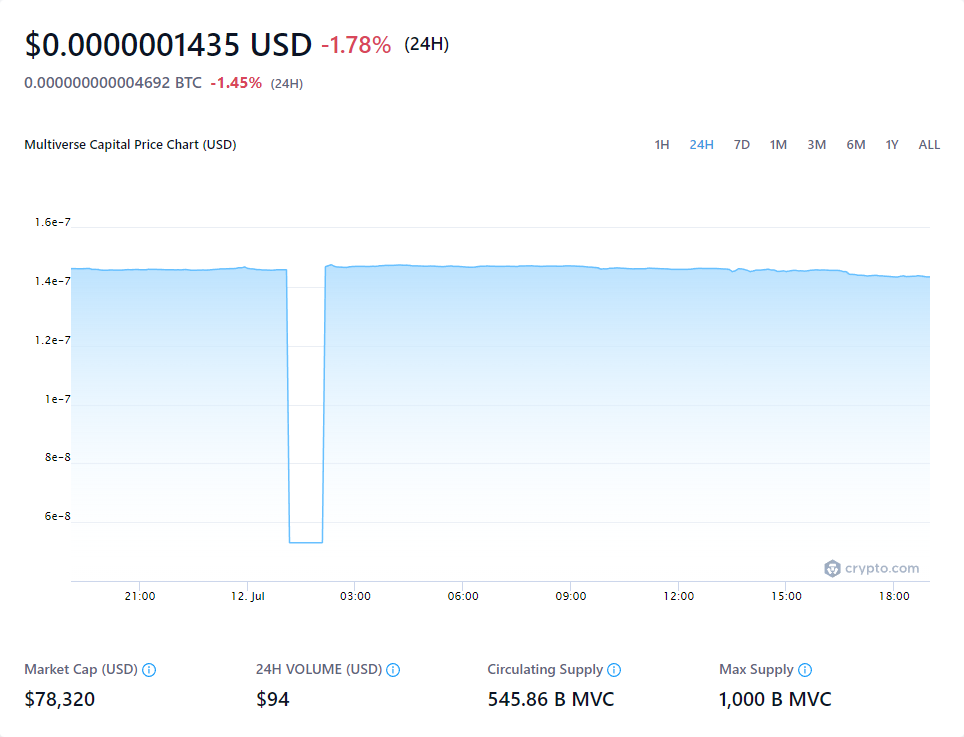 $0.0000001435 USD -1.78% (24H)
0.000000000004692 BTC -1.45% (24H)
Multiverse Capital Price Chart (USD) 1H 24H 7D 1M 3M 6M 1Y ALL
1.6e-7
1.4e-7
1.2e-7
1e-7
8e-8
6e-8
crypto.com
21:00 12. Jul 03:00 06:00 09:00 12:00 15:00 18:00
Market Cap (USD) 24H VOLUME (USD) Circulating Supply Max Supply
$78,320 $94 545.86 B MVC 1,000 B MVC